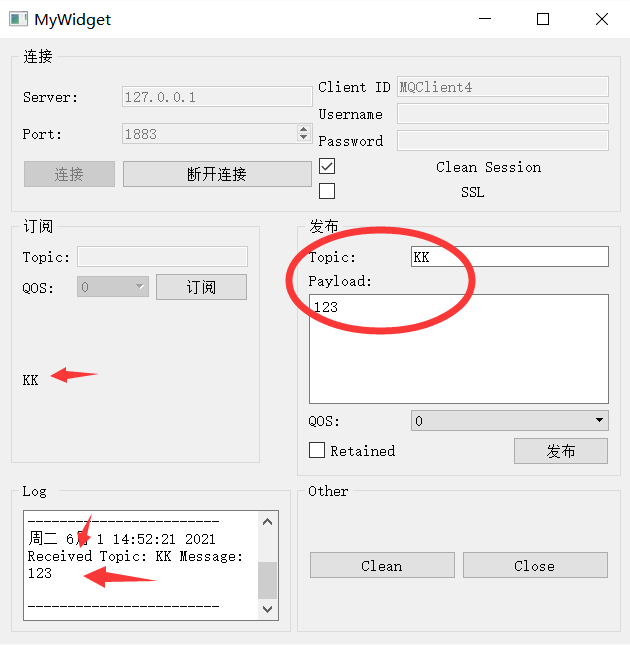 MyWidget
连接
Server: 127.0.0.1
Port: 1883
连接 断开连接
Client ID MQClient4
Username
Password
Clean Session
SSL
订阅
Topic:
QOS: 0 订阅
KK
发布
Topic: KK
Payload:
123
QOS: 0
Retained 发布
Log
------------------------
周二 6月 1 14:52:21 2021
Received Topic: KK Message:
123
------------------------
Other
Clean Close